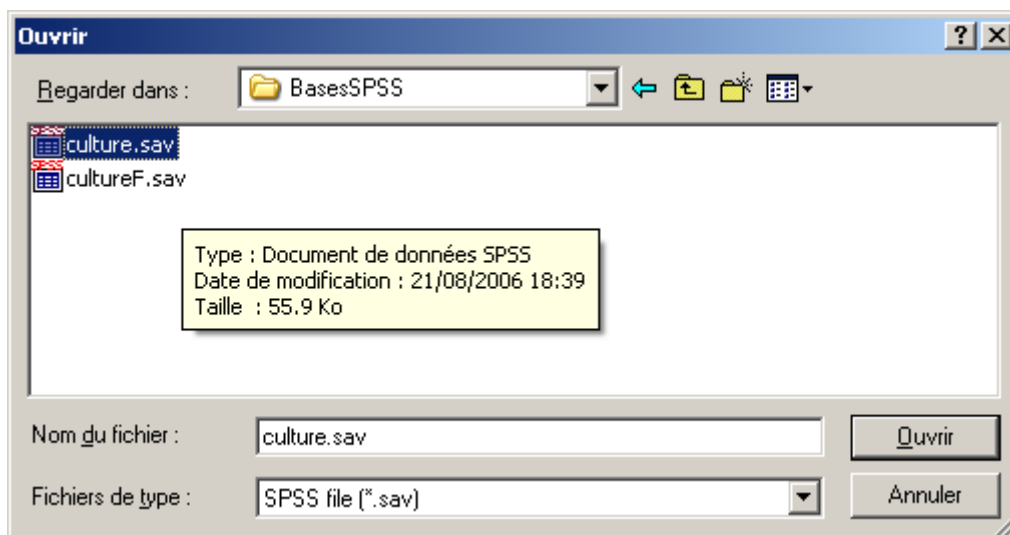 Ouvrir
Regarder dans :
BasesSPSS
SPSS
culture.sav
SPSS
cultureF.sav
Type : Document de données SPSS
Date de modification : 21/08/2006 18:39
Taille : 55.9 Ko
Nom du fichier :
culture.sav
Ouvrir
Fichiers de type :
SPSS file (*.sav)
Annuler